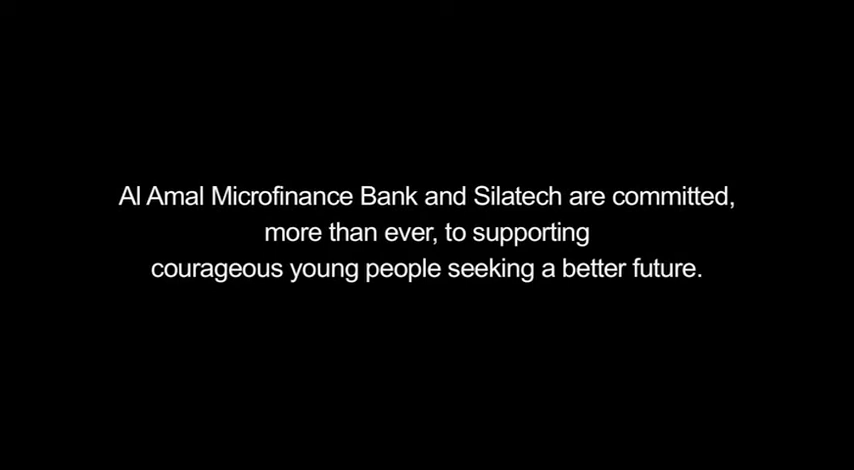 Al Amal Microfinance Bank and Silatech are committed,
more than ever, to supporting
courageous young people seeking a better future.